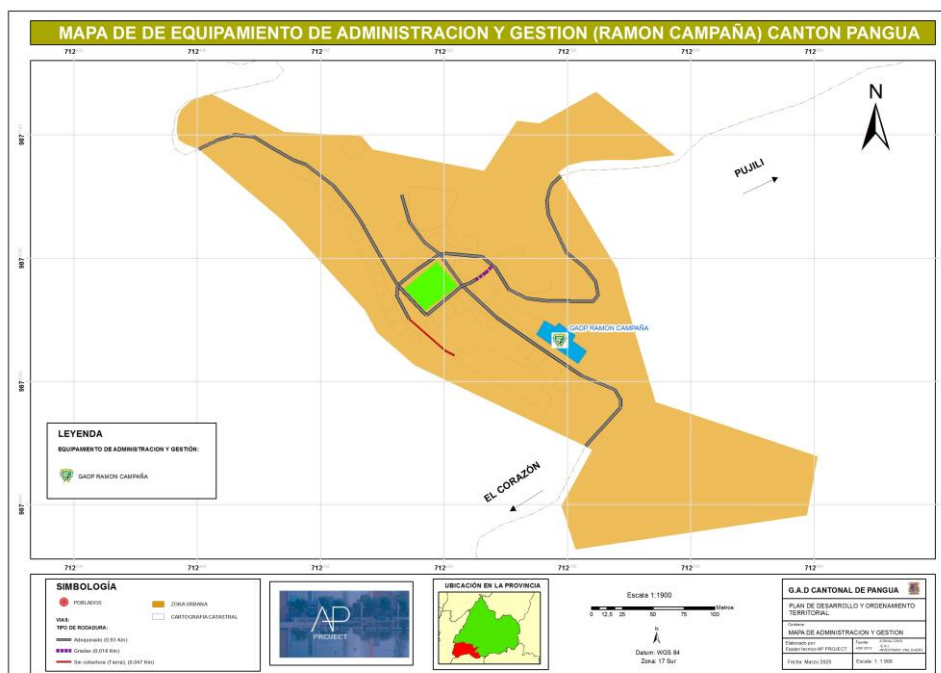 MAPA DE DE EQUIPAMIENTO DE ADMINISTRACION Y GESTION (RAMON CAMPAÑA) CANTON PANGUA
712 712 712 712 712 712 712
N
987
987
987
987
PUJILI
GADP RAMON CAMPAÑA
EL CORAZÓN
LEYENDA
EQUIPAMIENTO DE ADMINISTRACION Y GESTIÓN:
GADP RAMON CAMPAÑA
712 712 712 712 712 712 712
SIMBOLOGÍA
POBLADOS
ZONA URBANA
CARTOGRAFIA CATASTRAL
VIAS:
TIPO DE RODADURA:
Adoquinado (0,93 Km)
Gradas (0,018 Km)
Sin cobertura (Tierra), (0,047 Km)
AP
PROJECT
UBICACIÓN EN LA PROVINCIA
Escala 1:1900
0 12,5 25 50 75 100
Metros
N
Datum: WGS 84
Zona: 17 Sur
G.A.D CANTONAL DE PANGUA
PLAN DE DESARROLLO Y ORDENAMIENTO
TERRITORIAL
Contiene:
MAPA DE ADMINISTRACION Y GESTION
Elaborado por:
Equipo tecnico AP PROJECT
Fuente:
Fecha: Marzo 2020
Escala: 1: 1 900